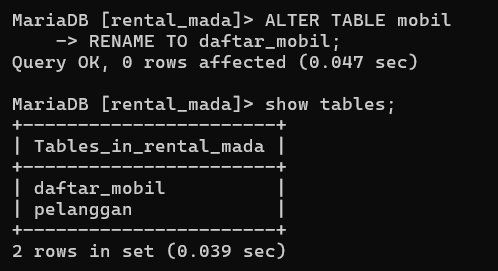 MariaDB [rental_mada]> ALTER TABLE mobil
    -> RENAME TO daftar_mobil;
Query OK, 0 rows affected (0.047 sec)

MariaDB [rental_mada]> show tables;
+-----------------------+
| Tables_in_rental_mada |
+-----------------------+
| daftar_mobil          |
| pelanggan             |
+-----------------------+
2 rows in set (0.039 sec)